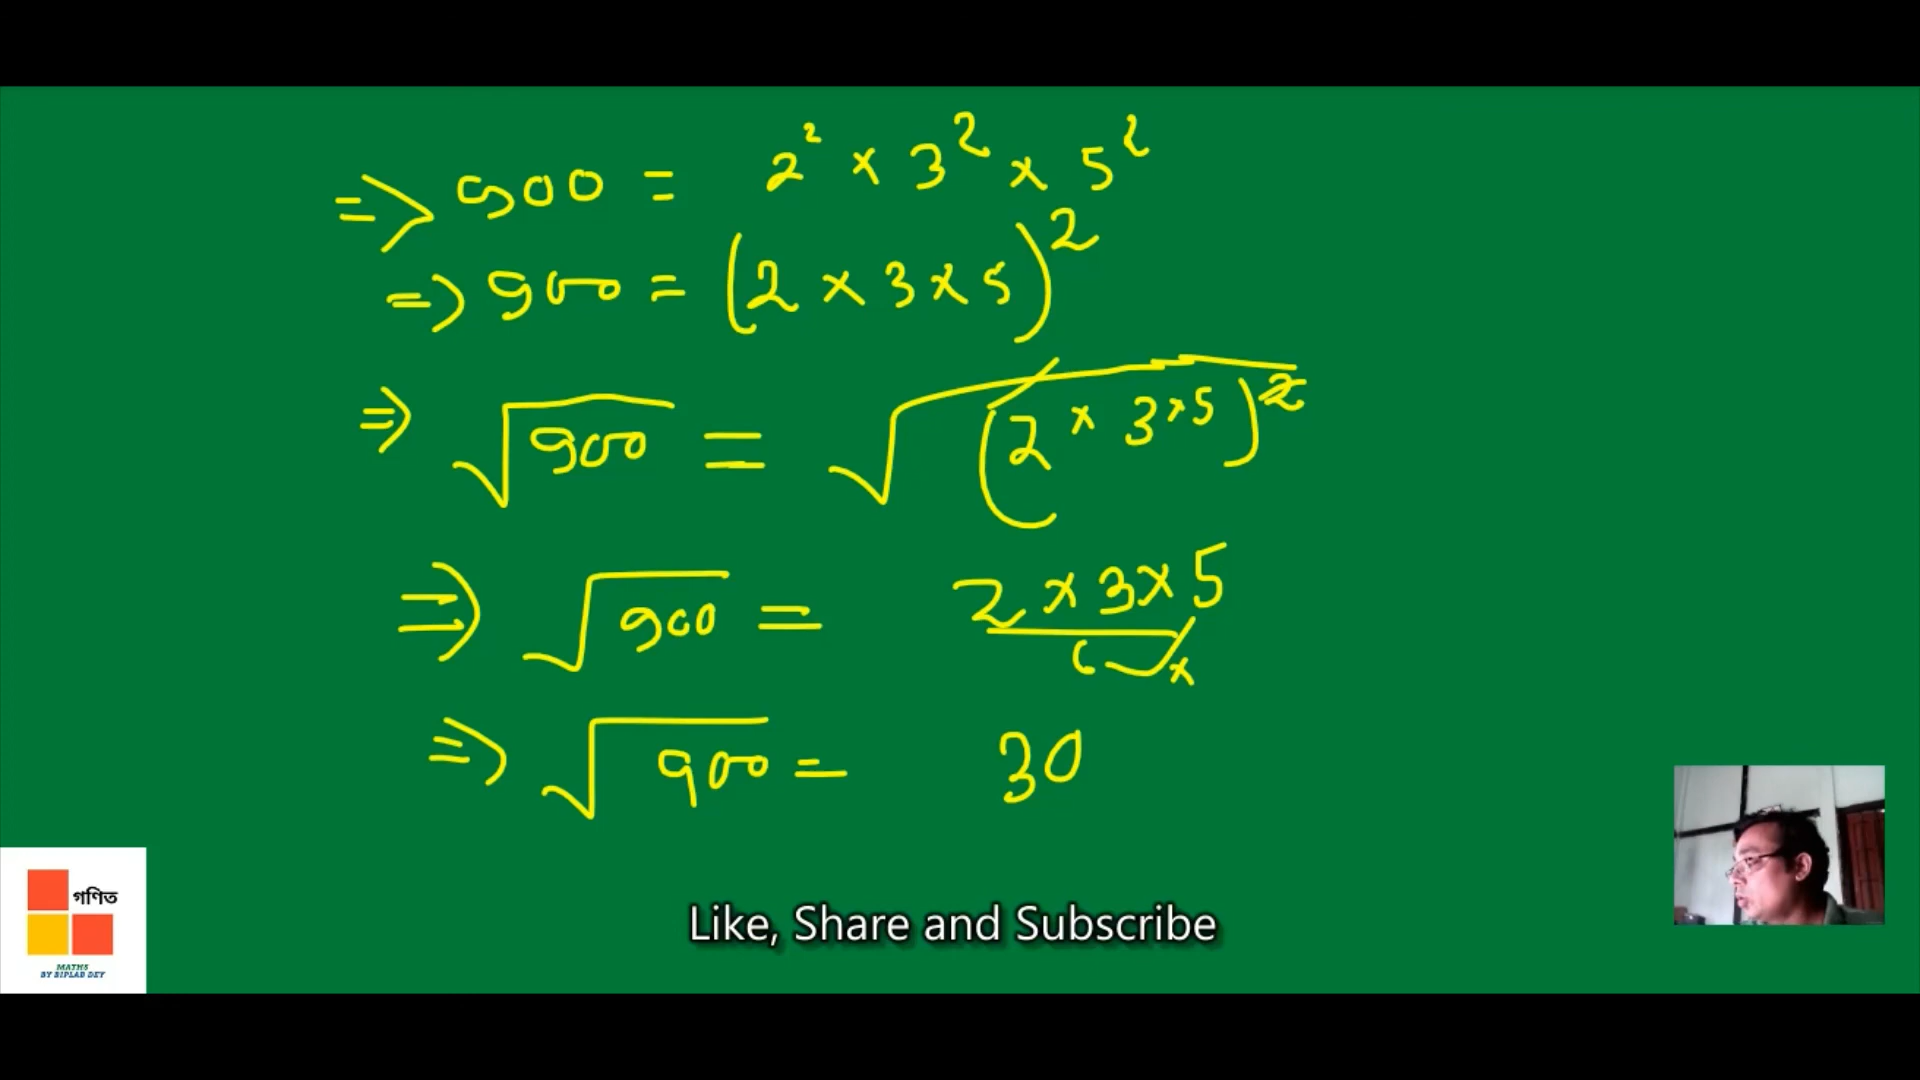 => 900 = 2² × 3² × 5²
=> 900 = (2 × 3 × 5)²
=> √900 = √(2 × 3 × 5)²
=> √900 = 2 × 3 × 5
6 ×
=> √900 = 30
গণিত
MATHS
BY BIPLAB DEY
Like, Share and Subscribe